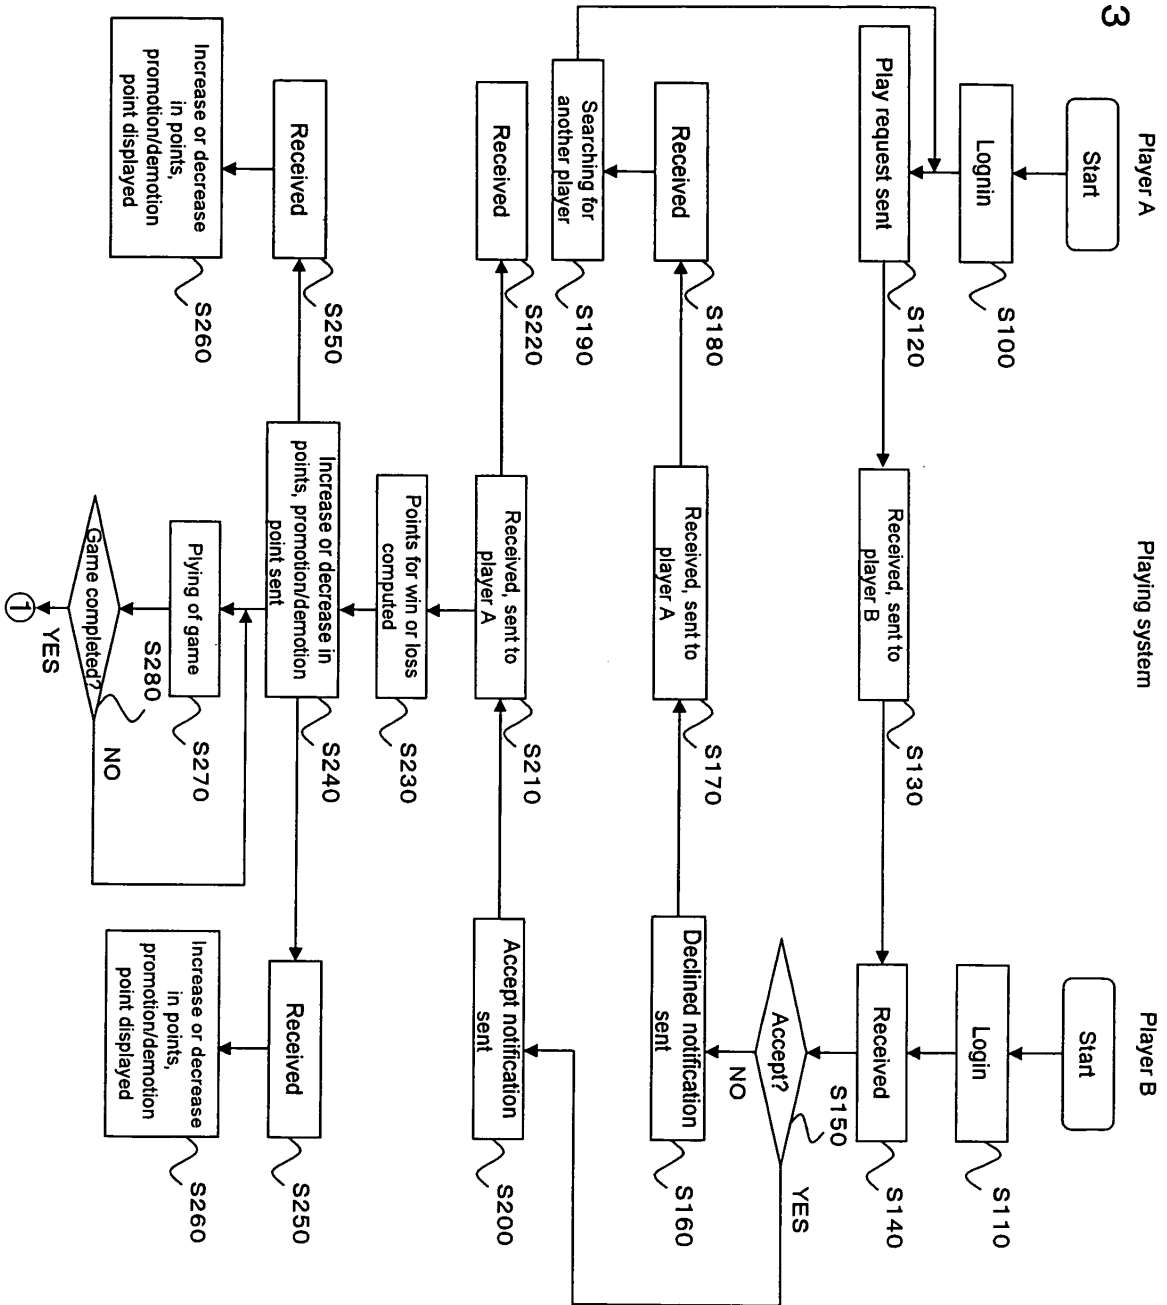 3
Player A
Playing system
Player B
Start
Start
Lognin
S100
Login
S110
Play request sent
S120
Received, sent to
player B
S130
Received
S140
Accept?
S150
YES
NO
Declined notification
sent
S160
Received, sent to
player A
S170
Received
S180
Searching for
another player
S190
Accept notification
sent
S200
Received, sent to
player A
S210
Received
S220
Points for win or loss
computed
S230
Increase or decrease in
points, promotion/demotion
point sent
S240
Received
S250
Received
S250
Increase or decrease
in points,
promotion/demotion
point displayed
S260
Increase or decrease
in points,
promotion/demotion
point displayed
S260
Plying of game
S270
Game completed?
S280
NO
YES
1